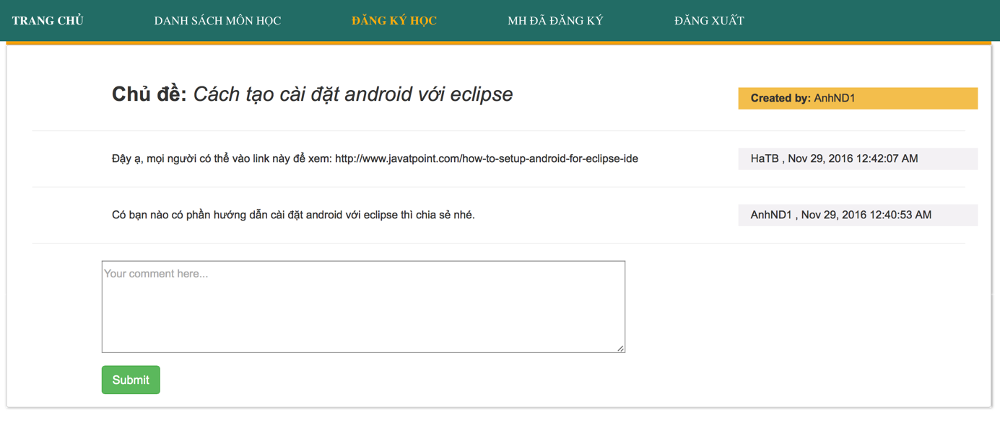 TRANG CHỦ DANH SÁCH MÔN HỌC ĐĂNG KÝ HỌC MH ĐÃ ĐĂNG KÝ ĐĂNG XUẤT
Chủ đề: Cách tạo cài đặt android với eclipse
Created by: AnhND1
Đậy ạ, mọi người có thể vào link này để xem: http://www.javatpoint.com/how-to-setup-android-for-eclipse-ide
HaTB , Nov 29, 2016 12:42:07 AM
Có bạn nào có phần hướng dẫn cài đặt android với eclipse thì chia sẻ nhé.
AnhND1 , Nov 29, 2016 12:40:53 AM
Your comment here...
Submit